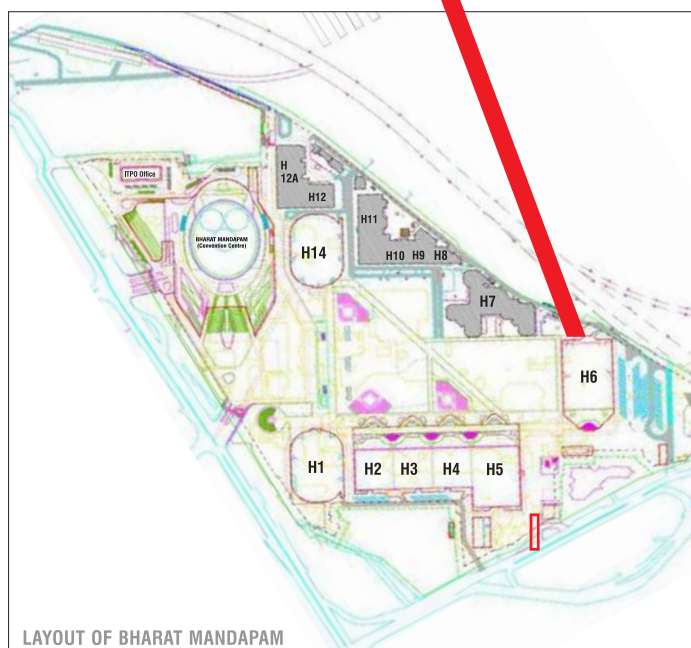 ITPO Office
H
12A
H12
BHARAT MANDAPAM
(Convention Centre)
H11
H14
H10 H9 H8
H7
H6
H1
H2 H3 H4 H5
LAYOUT OF BHARAT MANDAPAM